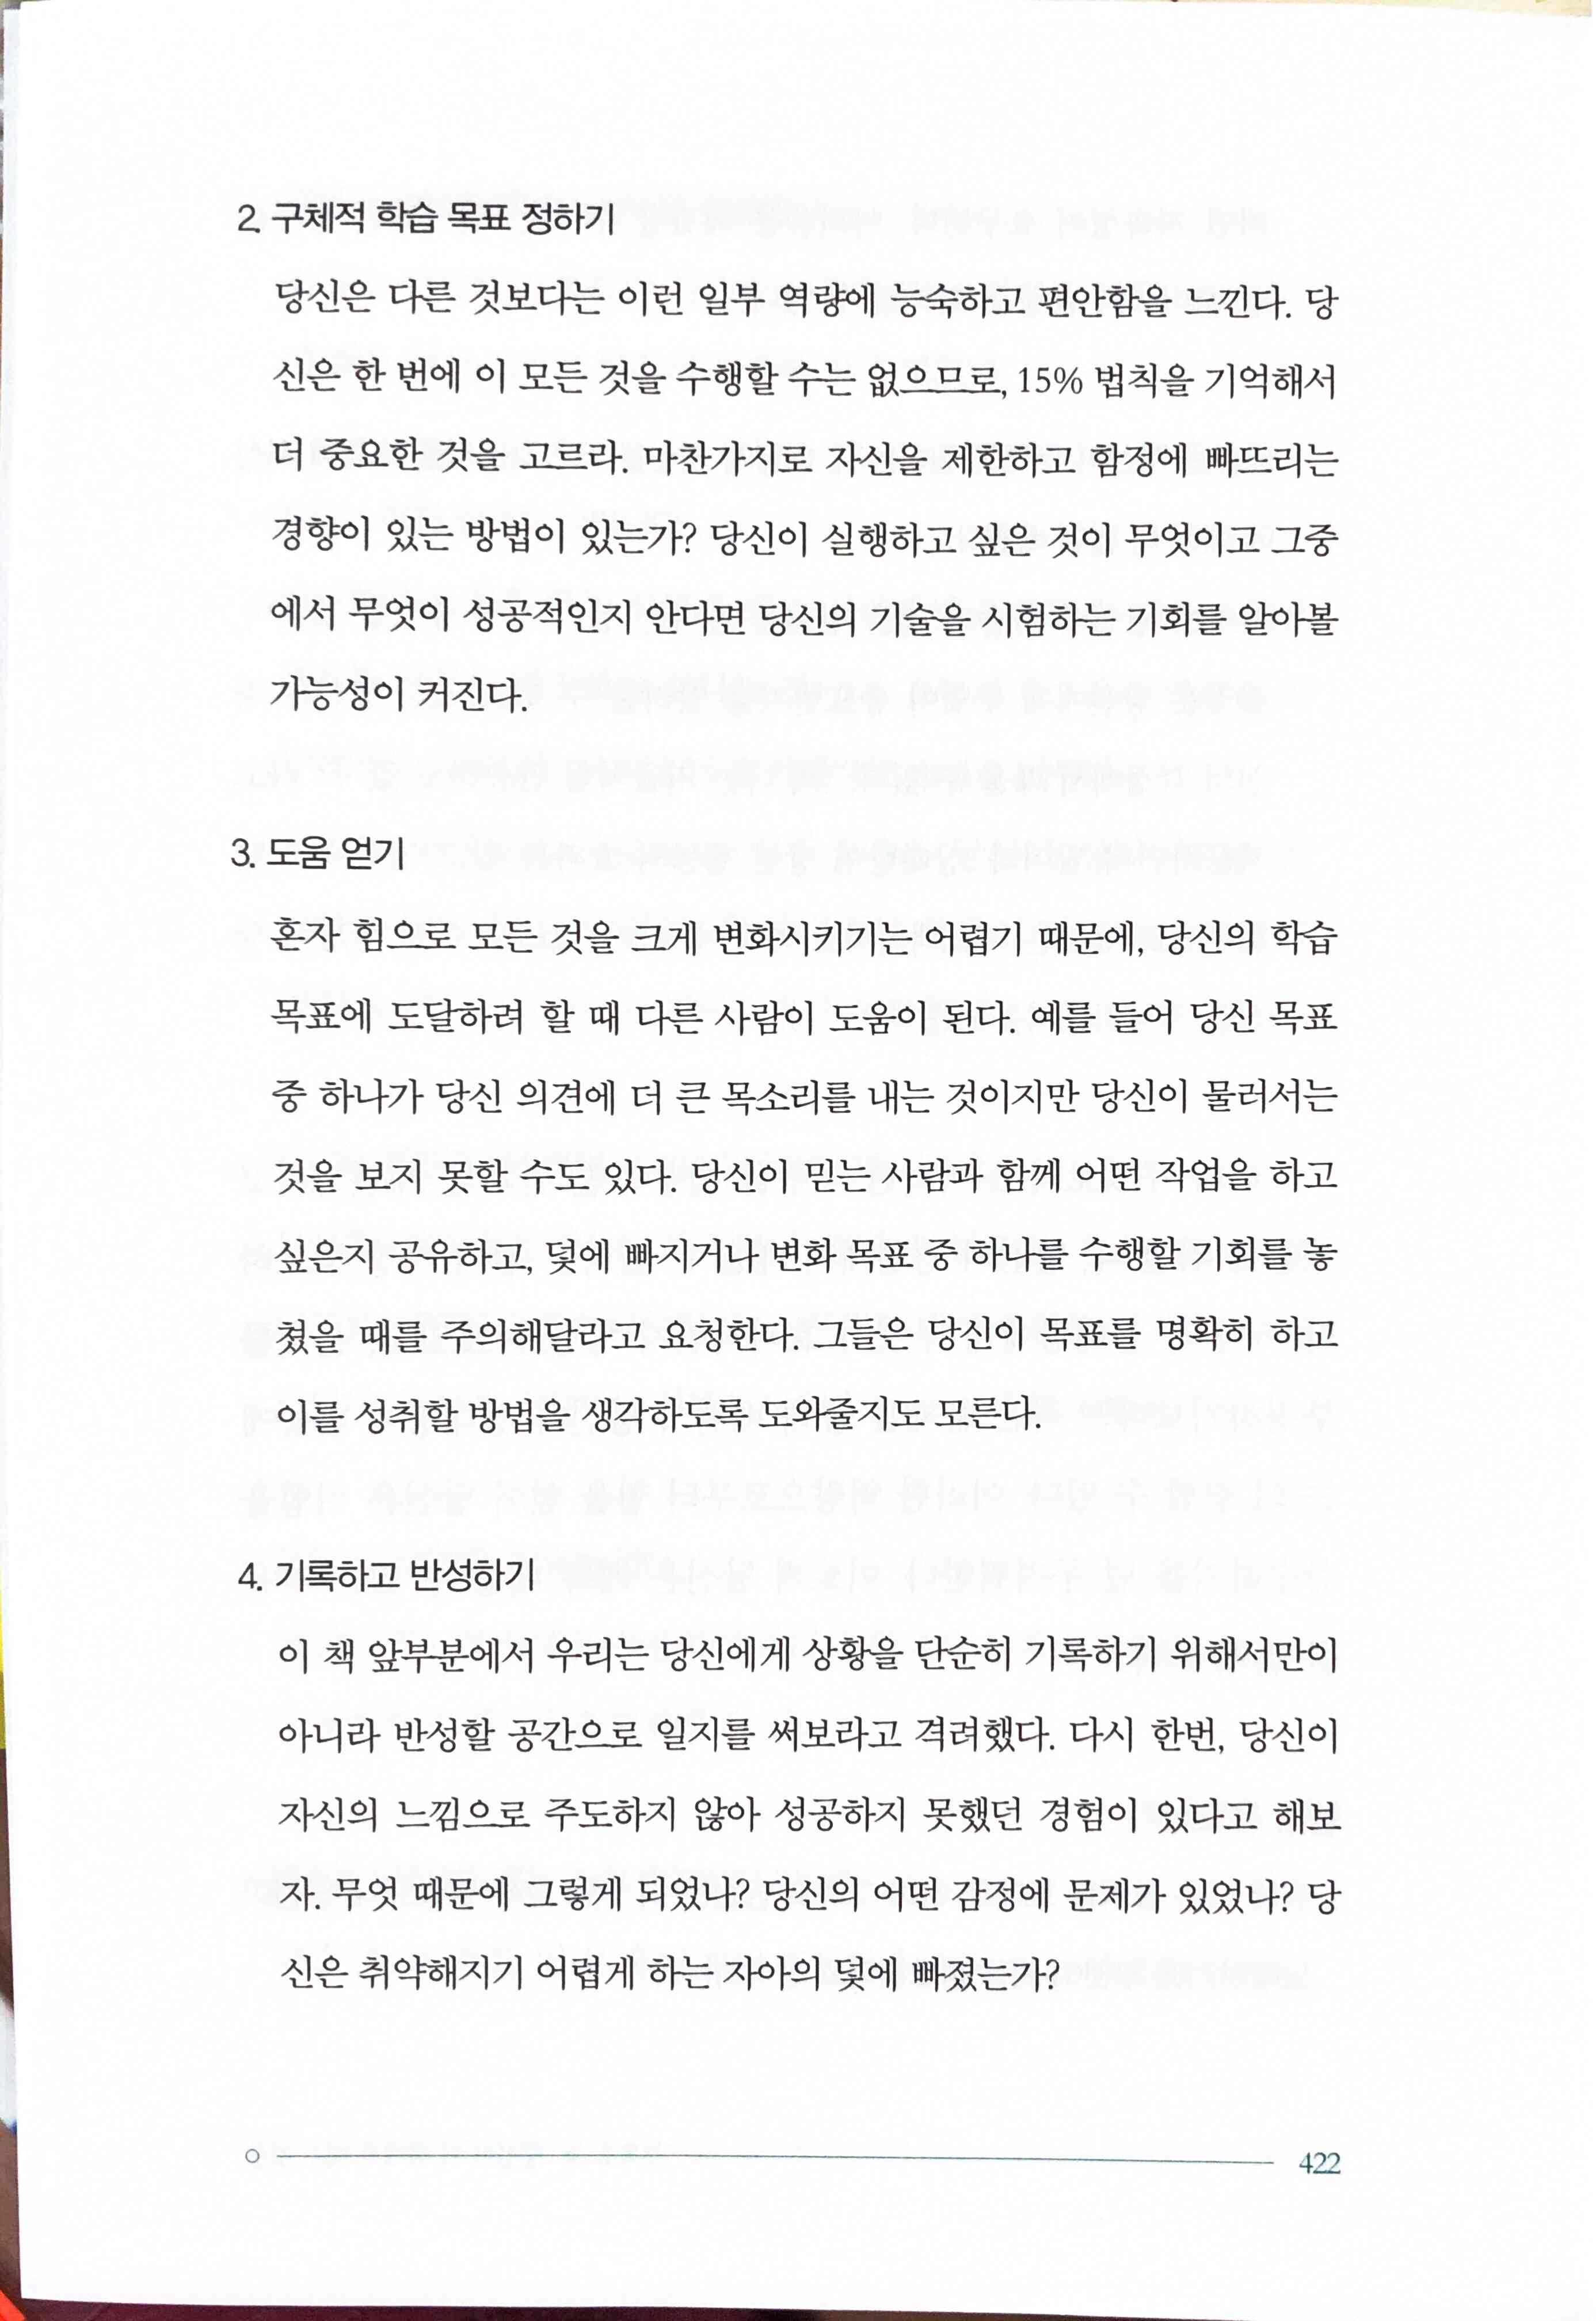 2. 구체적 학습 목표 정하기
당신은 다른 것보다는 이런 일부 역량에 능숙하고 편안함을 느낀다. 당
신은 한 번에 이 모든 것을 수행할 수는 없으므로, 15% 법칙을 기억해서
더 중요한 것을 고르라. 마찬가지로 자신을 제한하고 함정에 빠뜨리는
경향이 있는 방법이 있는가? 당신이 실행하고 싶은 것이 무엇이고 그중
에서 무엇이 성공적인지 안다면 당신의 기술을 시험하는 기회를 알아볼
가능성이 커진다.
3. 도움 얻기
혼자 힘으로 모든 것을 크게 변화시키기는 어렵기 때문에, 당신의 학습
목표에 도달하려 할 때 다른 사람이 도움이 된다. 예를 들어 당신 목표
중 하나가 당신 의견에 더 큰 목소리를 내는 것이지만 당신이 물러서는
것을 보지 못할 수도 있다. 당신이 믿는 사람과 함께 어떤 작업을 하고
싶은지 공유하고, 덫에 빠지거나 변화 목표 중 하나를 수행할 기회를 놓
쳤을 때를 주의해달라고 요청한다. 그들은 당신이 목표를 명확히 하고
이를 성취할 방법을 생각하도록 도와줄지도 모른다.
4. 기록하고 반성하기
이 책 앞부분에서 우리는 당신에게 상황을 단순히 기록하기 위해서만이
아니라 반성할 공간으로 일지를 써보라고 격려했다. 다시 한번, 당신이
자신의 느낌으로 주도하지 않아 성공하지 못했던 경험이 있다고 해보
자. 무엇 때문에 그렇게 되었나? 당신의 어떤 감정에 문제가 있었나? 당
신은 취약해지기 어렵게 하는 자아의 덫에 빠졌는가?
422